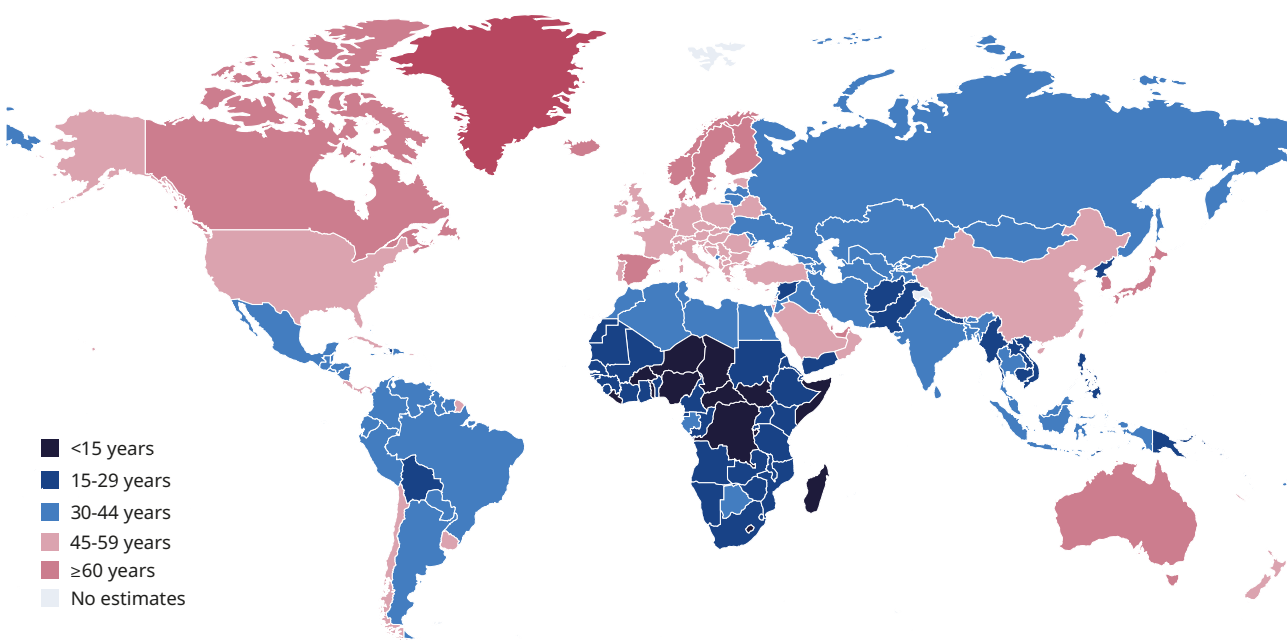 <15 years
15-29 years
30-44 years
45-59 years
≥60 years
No estimates